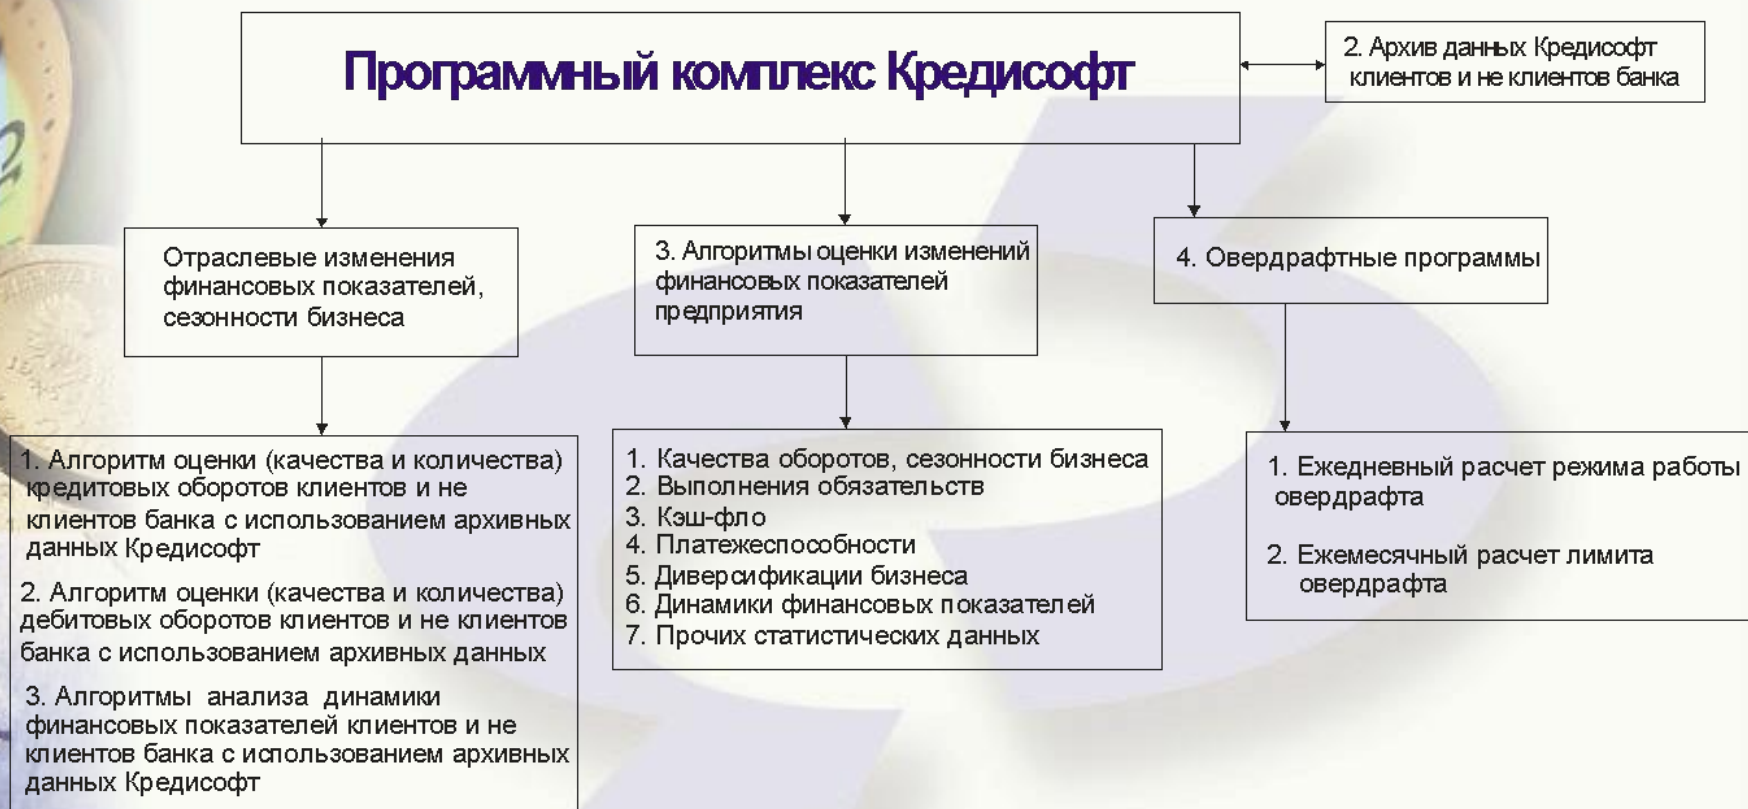 Программный комплекс Кредисофт
2. Архив данных Кредисофт
клиентов и не клиентов банка
Отраслевые изменения
финансовых показателей,
сезонности бизнеса
3. Алгоритмы оценки изменений
финансовых показателей
предприятия
4. Овердрафтные программы
1. Алгоритм оценки (качества и количества)
кредитовых оборотов клиентов и не
клиентов банка с использованием архивных
данных Кредисофт
2. Алгоритм оценки (качества и количества)
дебитовых оборотов клиентов и не клиентов
банка с использованием архивных данных
3. Алгоритмы анализа динамики
финансовых показателей клиентов и не
клиентов банка с использованием архивных
данных Кредисофт
1. Качества оборотов, сезонности бизнеса
2. Выполнения обязательств
3. Кэш-фло
4. Платежеспособности
5. Диверсификации бизнеса
6. Динамики финансовых показателей
7. Прочих статистических данных
1. Ежедневный расчет режима работы
овердрафта
2. Ежемесячный расчет лимита
овердрафта